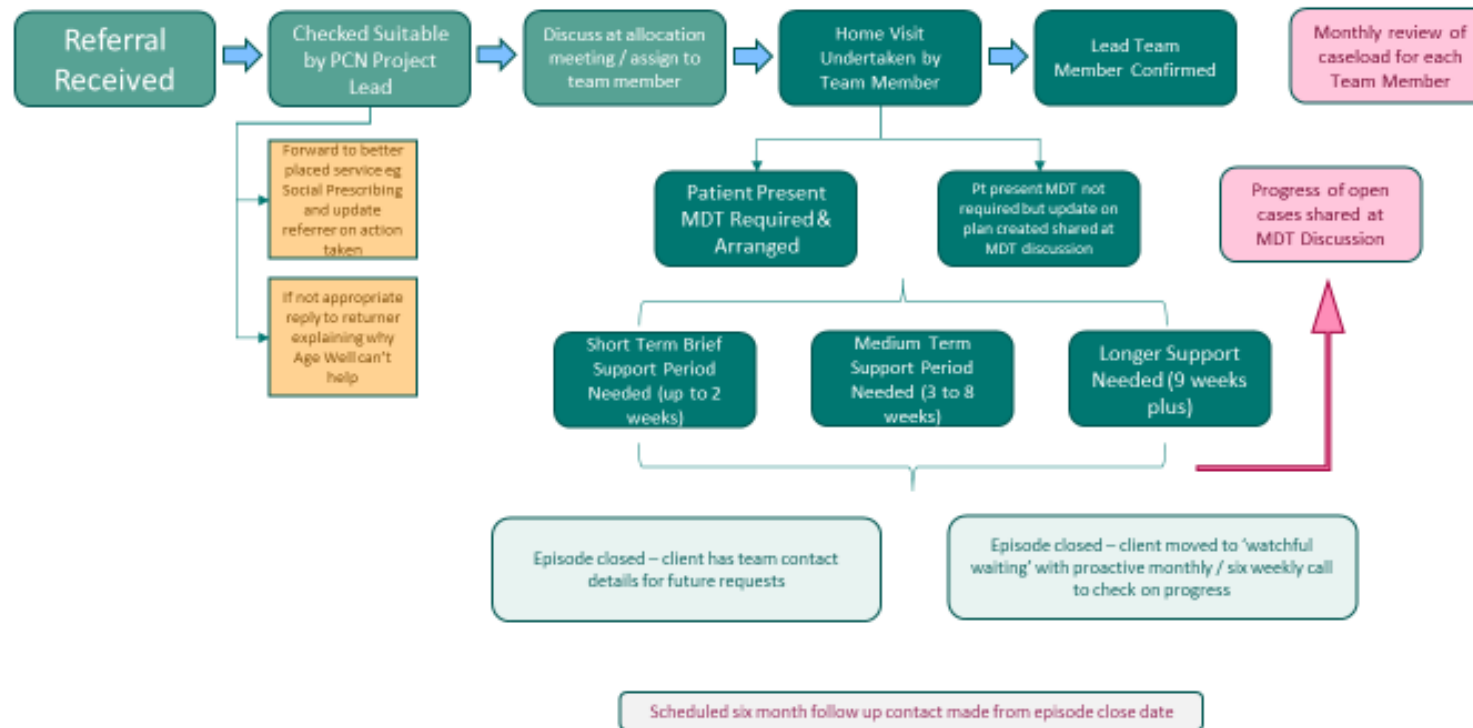 Referral
Received
Checked Suitable
by PCN Project
Lead
Discuss at allocation
meeting / assign to
team member
Home Visit
Undertaken by
Team Member
Lead Team
Member Confirmed
Monthly review of
caseload for each
Team Member
Forward to better
placed service eg
Social Prescribing
and update
referrer on action
taken
If not appropriate
reply to returner
explaining why
Age Well can't
help
Patient Present
MDT Required &
Arranged
Pt present MDT not
required but update on
plan created shared at
MDT discussion
Progress of open
cases shared at
MDT Discussion
Short Term Brief
Support Period
Needed (up to 2
weeks)
Medium Term
Support Period
Needed (3 to 8
weeks)
Longer Support
Needed (9 weeks
plus)
Episode closed – client has team contact
details for future requests
Episode closed – client moved to 'watchful
waiting' with proactive monthly / six weekly call
to check on progress
Scheduled six month follow up contact made from episode close date